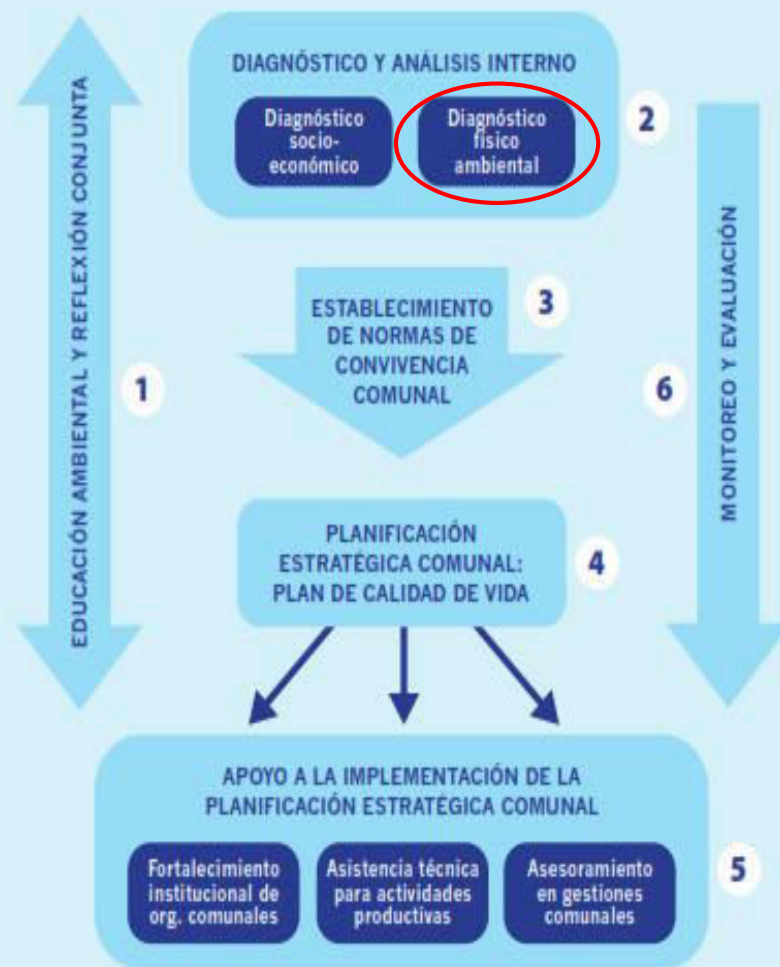 DIAGNÓSTICO Y ANÁLISIS INTERNO
Diagnóstico
socio-
económico
Diagnóstico
físico
ambiental
2
EDUCACIÓN AMBIENTAL Y REFLEXIÓN CONJUNTA
1
ESTABLECIMIENTO
DE NORMAS DE
CONVIVENCIA
COMUNAL
3
6
MONITOREO Y EVALUACIÓN
PLANIFICACIÓN
ESTRATÉGICA COMUNAL:
PLAN DE CALIDAD DE VIDA
4
APOYO A LA IMPLEMENTACIÓN DE LA
PLANIFICACIÓN ESTRATÉGICA COMUNAL
Fortalecimiento
institucional de
org. comunales
Asistencia técnica
para actividades
productivas
Asesoramiento
en gestiones
comunales
5